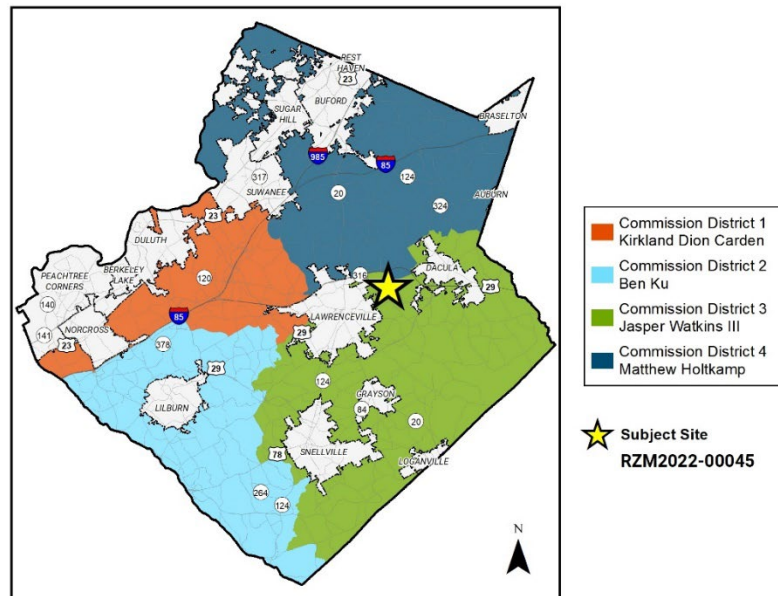 REST
HAVEN
23
BUFORD
SUGAR
HILL
BRASELTON
985
85
317
SUWANEE
20
124
324
AUBURN
23
DULUTH
BERKELEY
LAKE
PEACHTREE
CORNERS
120
316
DACULA
29
140
141
NORCROSS
23
85
LAWRENCEVILLE
29
378
29
LILBURN
124
GRAYSON
84
20
SNELLVILLE
78
LOGANVILLE
264
124
N
Commission District 1
Kirkland Dion Carden
Commission District 2
Ben Ku
Commission District 3
Jasper Watkins III
Commission District 4
Matthew Holtkamp
Subject Site
RZM2022-00045